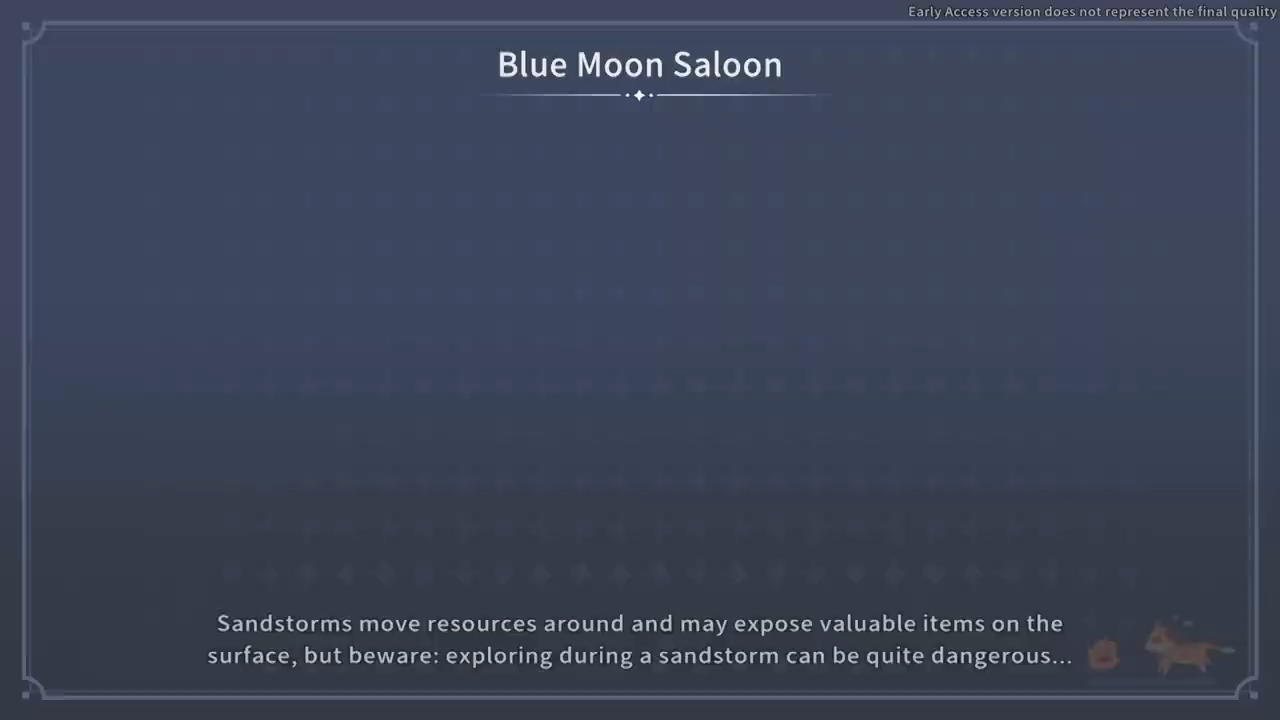 Early Access version does not represent the final quality
Blue Moon Saloon
Sandstorms move resources around and may expose valuable items on the
surface, but beware: exploring during a sandstorm can be quite dangerous...